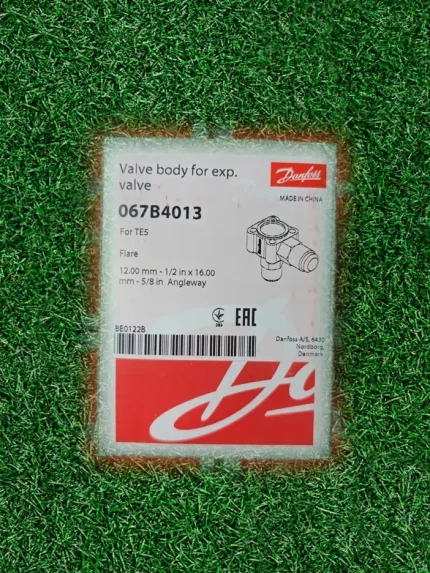 Valve body for exp.
valve
Danfoss
MADE IN CHINA
067B4013
For TES
Flare
12.00 mm - 1/2 in x 16.00
mm - 5/8 in Angleway
EAC
BE0122B
Danfoss A/S, 6430
Nordborg
Denmark